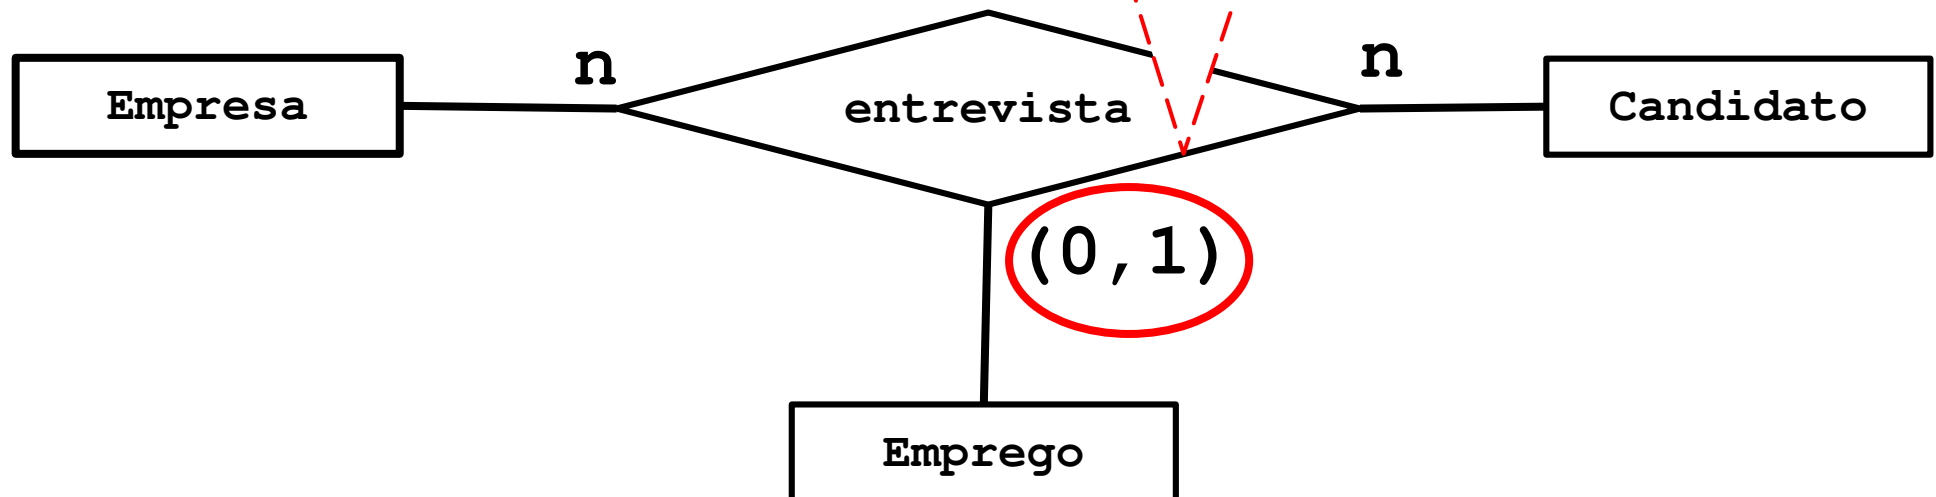 n
n
Empresa
entrevista
Candidato
(0,1)
Emprego